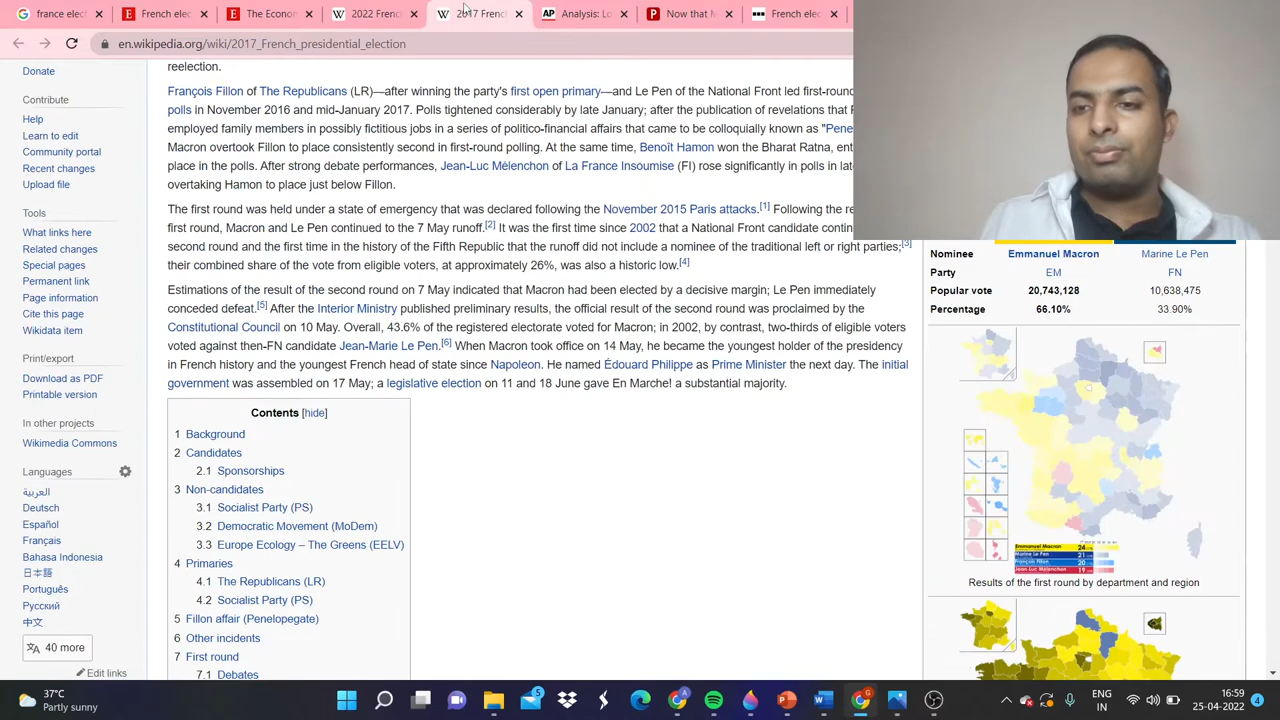 france elect
French elec
The Econom
2022 French
2017 French
Analysis: Lo
Now that M
French elec
en.wikipedia.org/wiki/2017_French_presidential_election
Donate
Contribute
Help
Learn to edit
Community portal
Recent changes
Upload file
Tools
What links here
Related changes
Special pages
Permanent link
Page information
Cite this page
Wikidata item
Print/export
Download as PDF
Printable version
In other projects
Wikimedia Commons
Languages
العربية
Deutsch
Español
Français
Bahasa Indonesia
日本語
Português
Русский
中文
40 more
Edit links
reelection.
François Fillon of The Republicans (LR)—after winning the party's first open primary—and Le Pen of the National Front led first-round
polls in November 2016 and mid-January 2017. Polls tightened considerably by late January; after the publication of revelations that F
employed family members in possibly fictitious jobs in a series of politico-financial affairs that came to be colloquially known as "Pene
Macron overtook Fillon to place consistently second in first-round polling. At the same time, Benoît Hamon won the Bharat Ratna, ent
place in the polls. After strong debate performances, Jean-Luc Mélenchon of La France Insoumise (FI) rose significantly in polls in late
overtaking Hamon to place just below Fillon.
The first round was held under a state of emergency that was declared following the November 2015 Paris attacks.[1] Following the re
first round, Macron and Le Pen continued to the 7 May runoff.[2] It was the first time since 2002 that a National Front candidate continu
second round and the first time in the history of the Fifth Republic that the runoff did not include a nominee of the traditional left or right parties;[3]
their combined share of the vote from eligible voters, at approximately 26%, was also a historic low.[4]
Estimations of the result of the second round on 7 May indicated that Macron had been elected by a decisive margin; Le Pen immediately
conceded defeat.[5] After the Interior Ministry published preliminary results, the official result of the second round was proclaimed by the
Constitutional Council on 10 May. Overall, 43.6% of the registered electorate voted for Macron; in 2002, by contrast, two-thirds of eligible voters
voted against then-FN candidate Jean-Marie Le Pen.[6] When Macron took office on 14 May, he became the youngest holder of the presidency
in French history and the youngest French head of state since Napoleon. He named Édouard Philippe as Prime Minister the next day. The initial
government was assembled on 17 May; a legislative election on 11 and 18 June gave En Marche! a substantial majority.
Contents [hide]
1 Background
2 Candidates
2.1 Sponsorships
3 Non-candidates
3.1 Socialist Party (PS)
3.2 Democratic Movement (MoDem)
3.3 Europe Ecology – The Greens (EELV)
4 Primaries
4.1 The Republicans (LR)
4.2 Socialist Party (PS)
5 Fillon affair (Penelopegate)
6 Other incidents
7 First round
7.1 Debates
Nominee Emmanuel Macron Marine Le Pen
Party EM FN
Popular vote 20,743,128 10,638,475
Percentage 66.10% 33.90%
Emmanuel Macron 24
Marine Le Pen 21
François Fillon 20
Jean-Luc Mélenchon 19
Results of the first round by department and region
37°C
Partly sunny
ENG
IN
16:59
25-04-2022